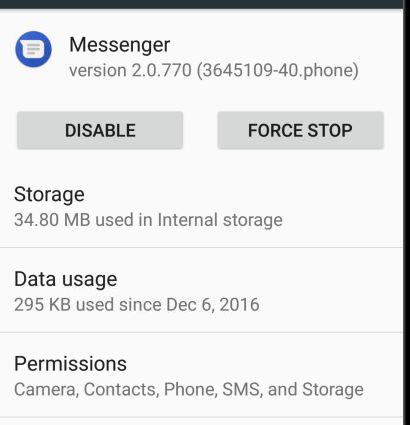 Messenger
version 2.0.770 (3645109-40.phone)
DISABLE FORCE STOP
Storage
34.80 MB used in Internal storage
Data usage
295 KB used since Dec 6, 2016
Permissions
Camera, Contacts, Phone, SMS, and Storage